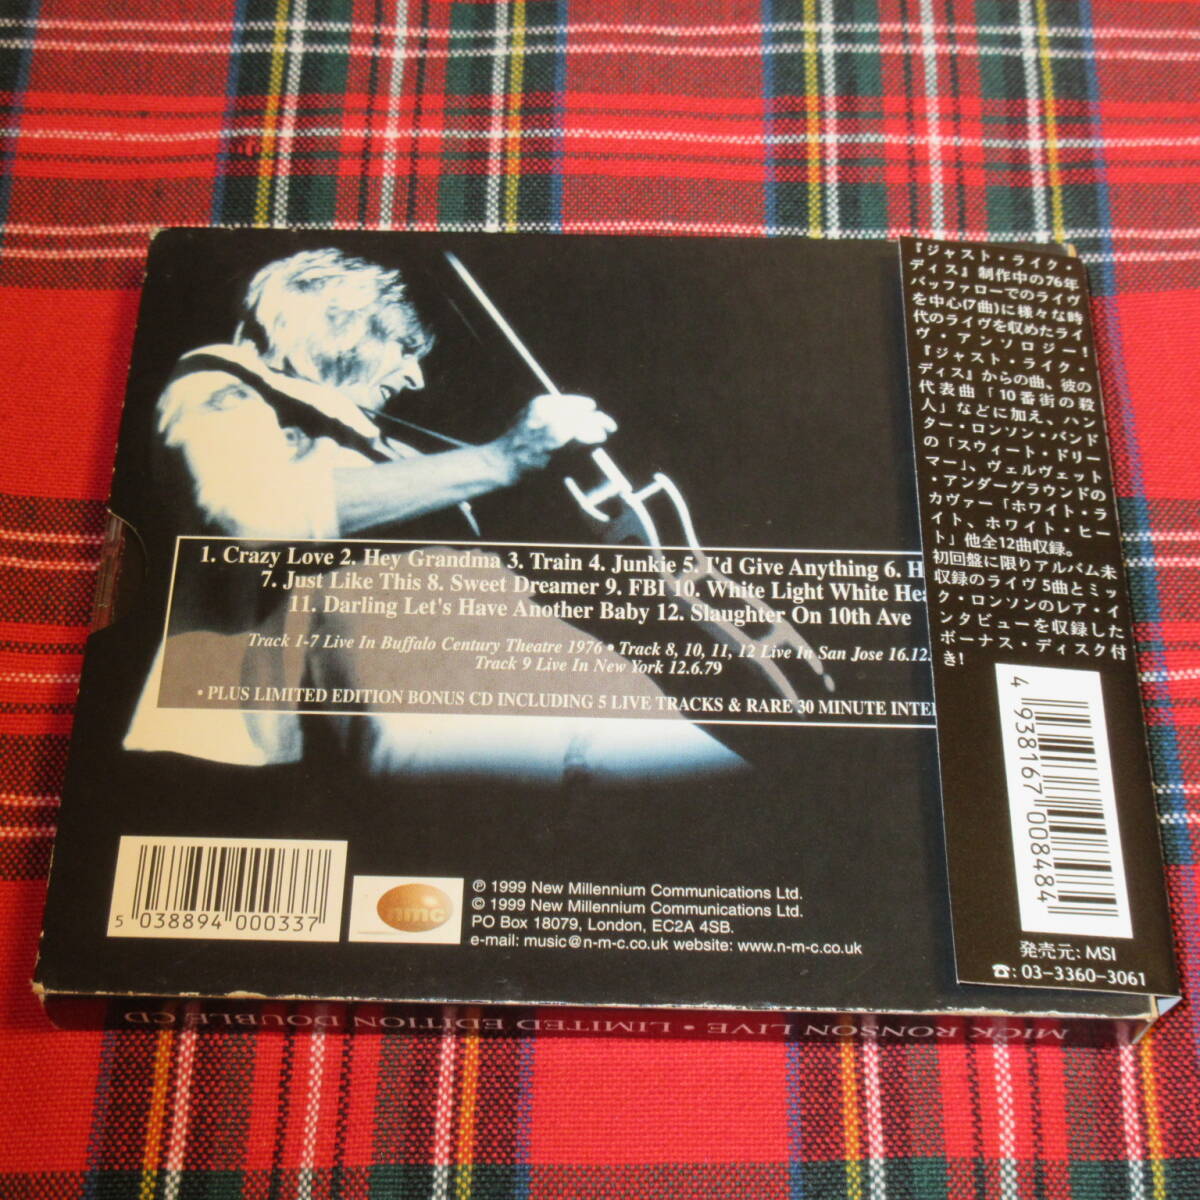 1. Crazy Love 2. Hey Grandma 3. Train 4. Junkie 5. I'd Give Anything 6. H
7. Just Like This 8. Sweet Dreamer 9. FBI 10. White Light White Hea
11. Darling Let's Have Another Baby 12. Slaughter On 10th Ave
Track 1-7 Live In Buffalo Century Theatre 1976 • Track 8, 10, 11, 12 Live In San Jose 16.12.
Track 9 Live In New York 12.6.79
• PLUS LIMITED EDITION BONUS CD INCLUDING 5 LIVE TRACKS & RARE 30 MINUTE INTE
『ジャスト・ライク・
ディス』制作中の76年
バッファローでのライヴ
を中心(7曲)に様々な時
代のライヴを収めたライ
ヴ・アンソロジー!
『ジャスト・ライク・
ディス』からの曲、彼の
代表曲「10番街の殺
人」などに加え、ハン
ター・ロンソン・バンド
の「スウィート・ドリー
マー」、ヴェルヴェット
・アンダーグラウンドの
カヴァー「ホワイト・ラ
イト、ホワイト・ヒー
ト」他全12曲収録。
初回盤に限りアルバム未
収録のライヴ5曲とミッ
ク・ロンソンのレア・イ
ンタビューを収録した
ボーナス・ディスク付
き!
4 938167 008484
発売元: MSI
☎: 03-3360-3061
5 038894 000337
nmc
℗ 1999 New Millennium Communications Ltd.
© 1999 New Millennium Communications Ltd.
PO Box 18079, London, EC2A 4SB.
e-mail: music@n-m-c.co.uk website: www.n-m-c.co.uk
MICK RONSON LIVE • LIMITED EDITION DOUBLE CD